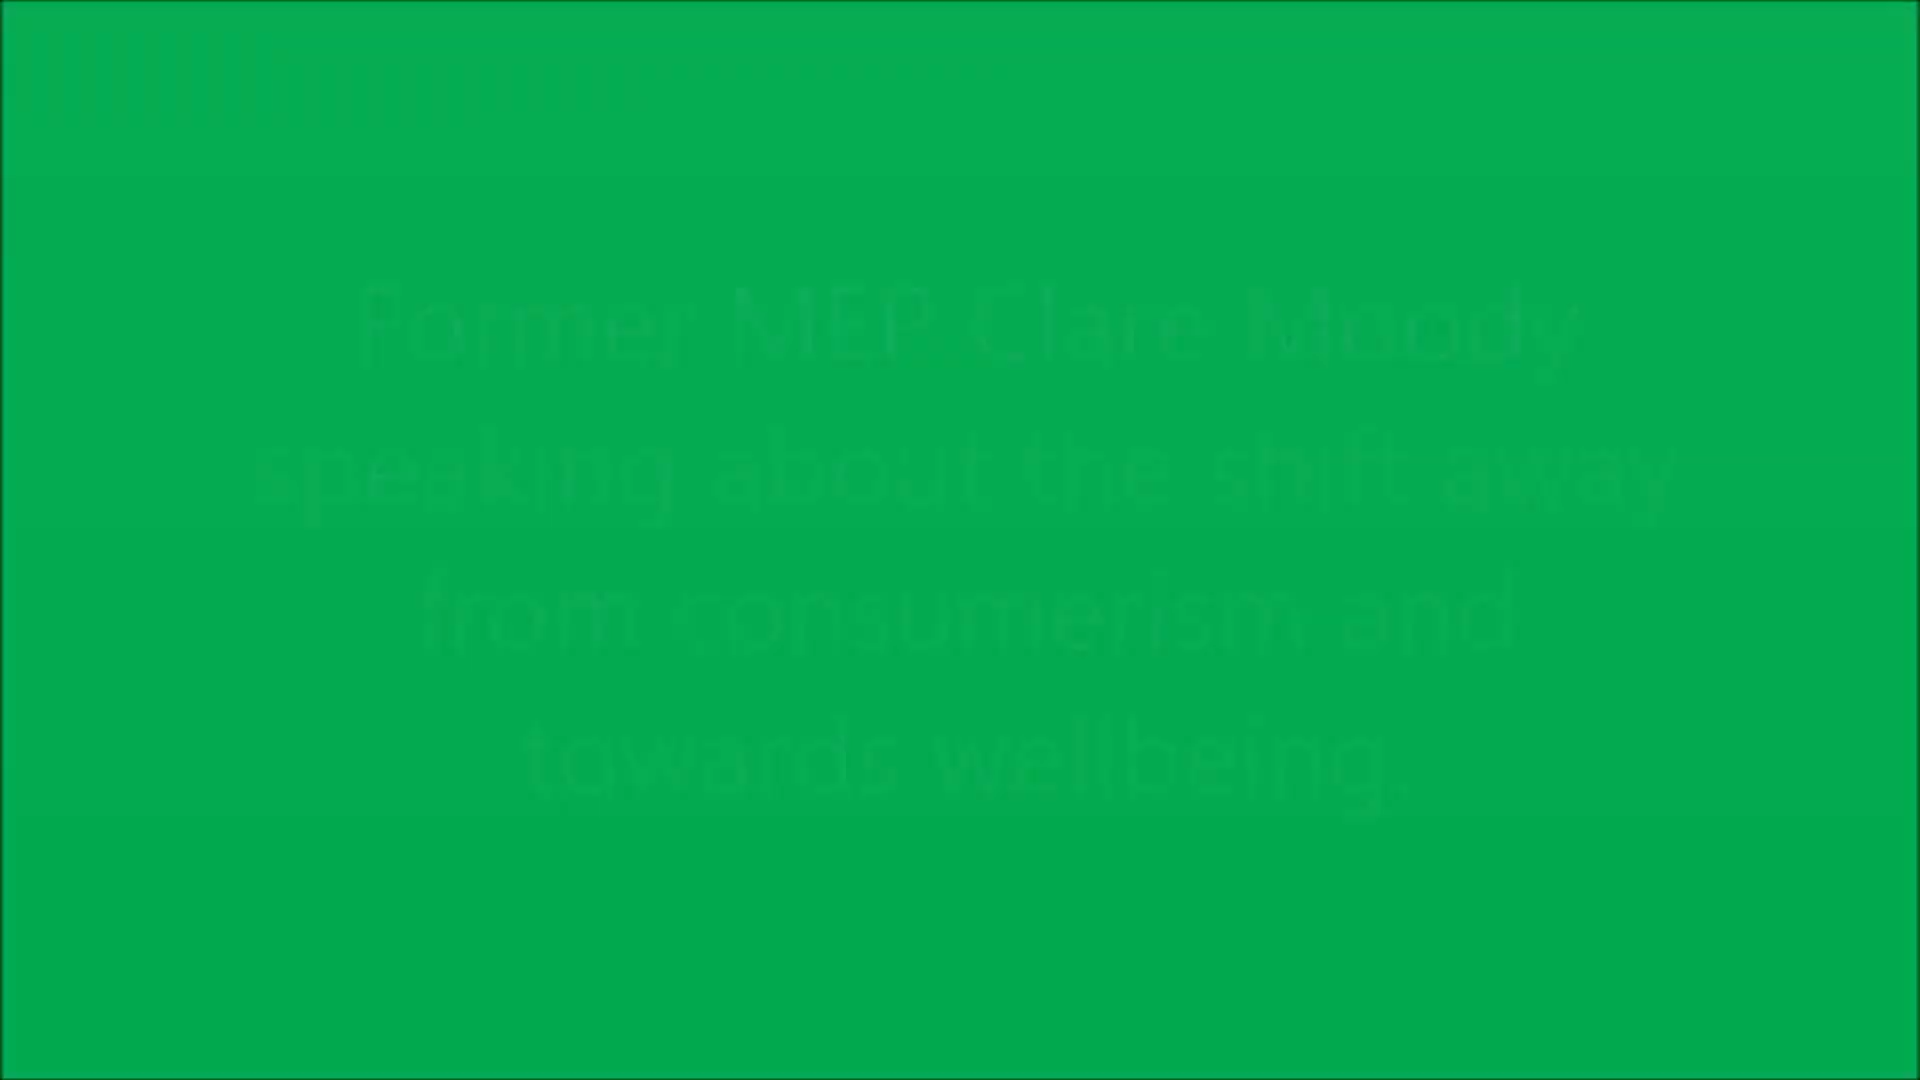 Former MEP Clare Moody
speaking about the shift away
from consumerism and
towards wellbeing.